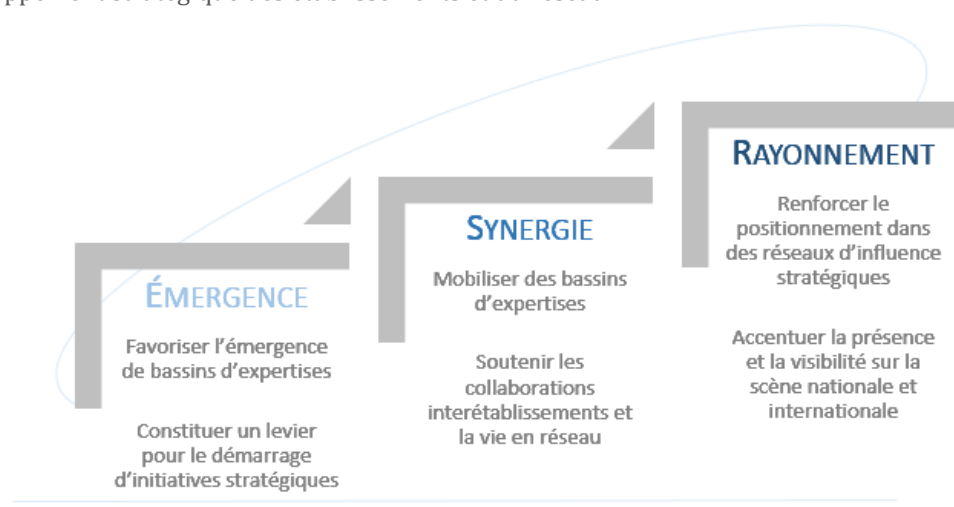 ÉMERGENCE
Favoriser l'émergence
de bassins d'expertises
Constituer un levier
pour le démarrage
d'initiatives stratégiques
SYNERGIE
Mobiliser des bassins
d'expertises
Soutenir les
collaborations
interétablissements et
la vie en réseau
RAYONNEMENT
Renforcer le
positionnement dans
des réseaux d'influence
stratégiques
Accentuer la présence
et la visibilité sur la
scène nationale et
internationale